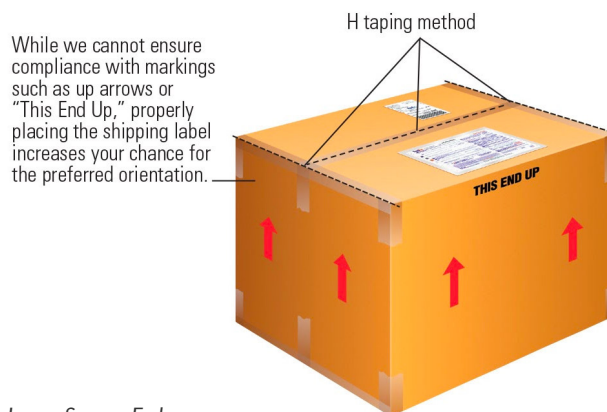 H taping method
While we cannot ensure
compliance with markings
such as up arrows or
“This End Up,” properly
placing the shipping label
increases your chance for
the preferred orientation.
THIS END UP